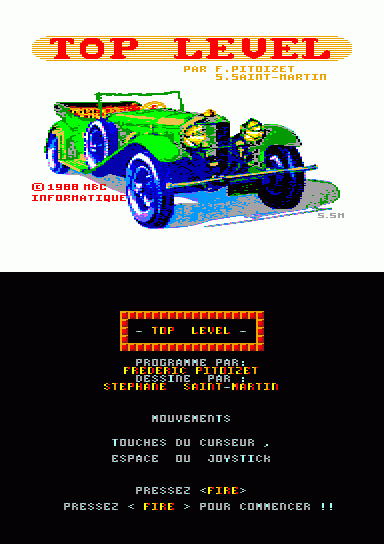 TOP LEVEL
PAR F.PITOIZET
S.SAINT-MARTIN
© 1988 MBC
INFORMATIQUE
S.SM
- TOP LEVEL -
PROGRAMME PAR:
FREDERIC PITOIZET
DESSINE PAR :
STEPHANE SAINT-MARTIN
MOUVEMENTS
TOUCHES DU CURSEUR ,
ESPACE OU JOYSTICK
PRESSEZ <FIRE>
PRESSEZ < FIRE > POUR COMMENCER !!